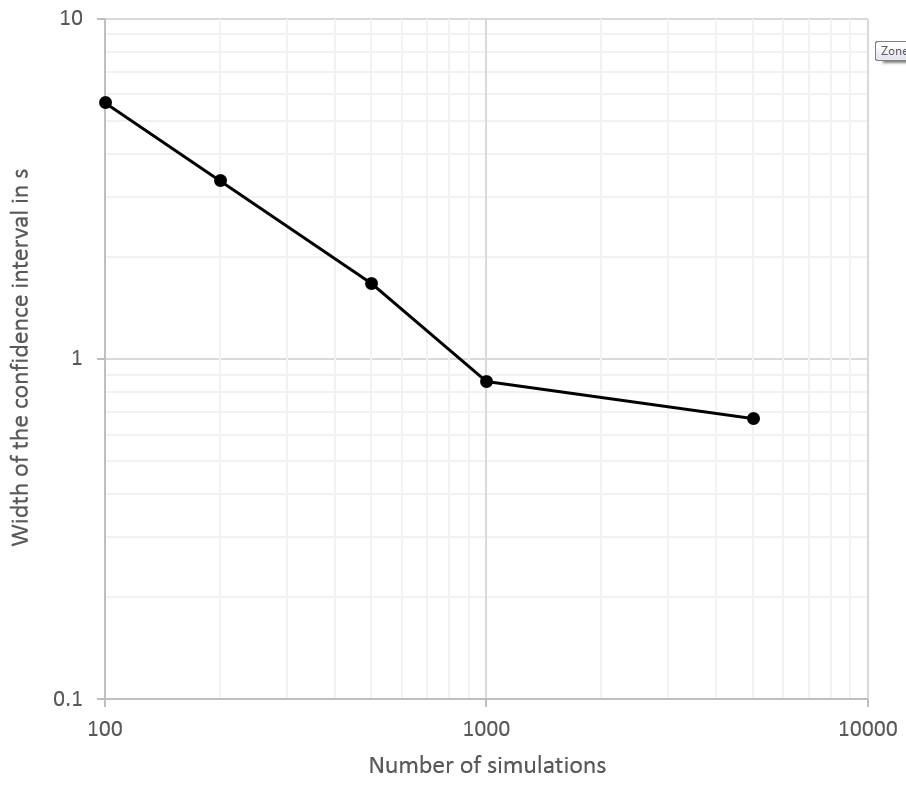 10
Zone
1
0.1
100
1000
10000
Width of the confidence interval in s
Number of simulations